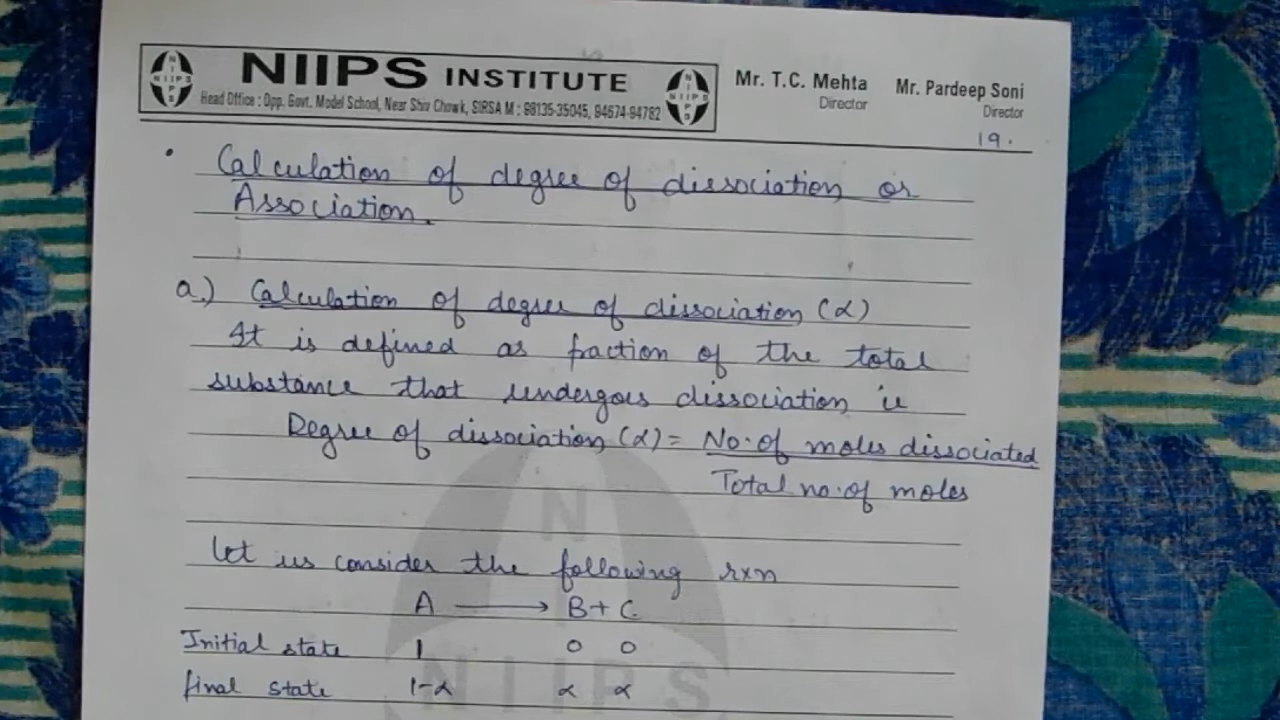 NIIPS INSTITUTE
Head Office : Opp. Govt. Model School, Near Shiv Chowk, SIRSA M : 98135-35045, 94674-94782
Mr. T.C. Mehta
Director
Mr. Pardeep Soni
Director
19.
• Calculation of degree of dissociation or
Association.
a.) Calculation of degree of dissociation (α)
It is defined as fraction of the total
substance that undergoes dissociation ie
Degree of dissociation (α) = No. of moles dissociated
Total no. of moles
Let us consider the following rxn
A ⟶ B + C
Initial state 1 0 0
final state 1-α α α
NIIPS